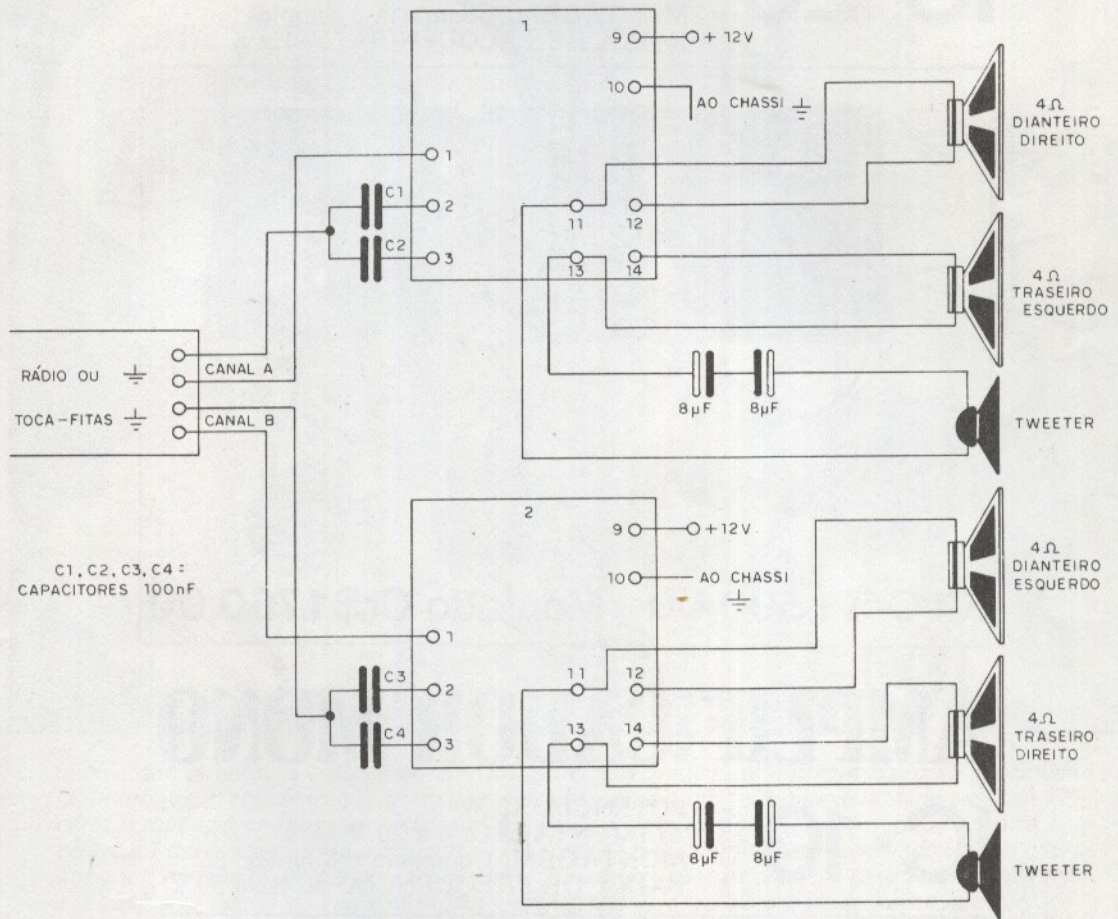 1
9
+ 12V
10
AO CHASSI
1
C1
2
C2
3
11
12
13
14
4Ω
DIANTEIRO
DIREITO
4Ω
TRASEIRO
ESQUERDO
8µF
8µF
TWEETER
RÁDIO OU
TOCA-FITAS
CANAL A
CANAL B
C1, C2, C3, C4 =
CAPACITORES 100nF
2
9
+12V.
10
AO CHASSI
1
C3
2
C4
3
11
12
13
14
4Ω
DIANTEIRO
ESQUERDO
4Ω
TRASEIRO
DIREITO
8µF
8µF
TWEETER